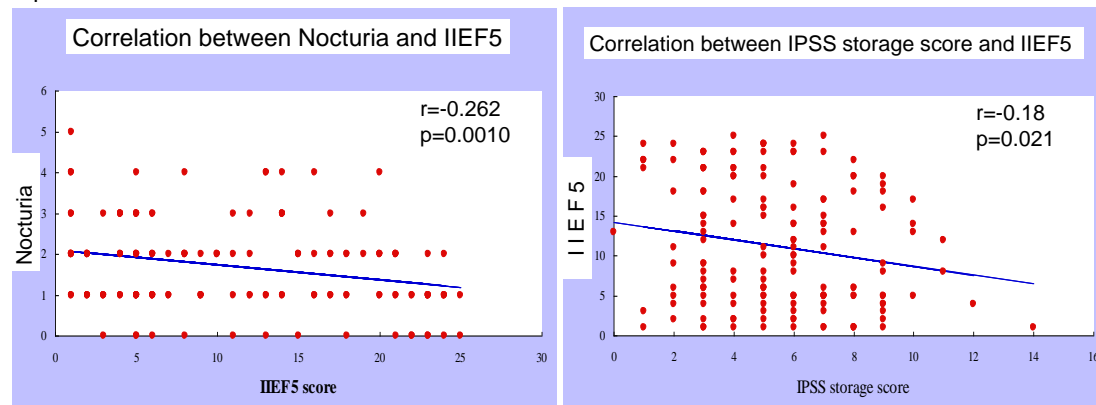 Correlation between Nocturia and IIEF5
r=-0.262
p=0.0010
6
5
4
3
2
1
0
Nocturia
0 5 10 15 20 25 30
IIEF5 score
Correlation between IPSS storage score and IIEF5
r=-0.18
p=0.021
30
25
20
15
10
5
0
I I E F 5
0 2 4 6 8 10 12 14 16
IPSS storage score